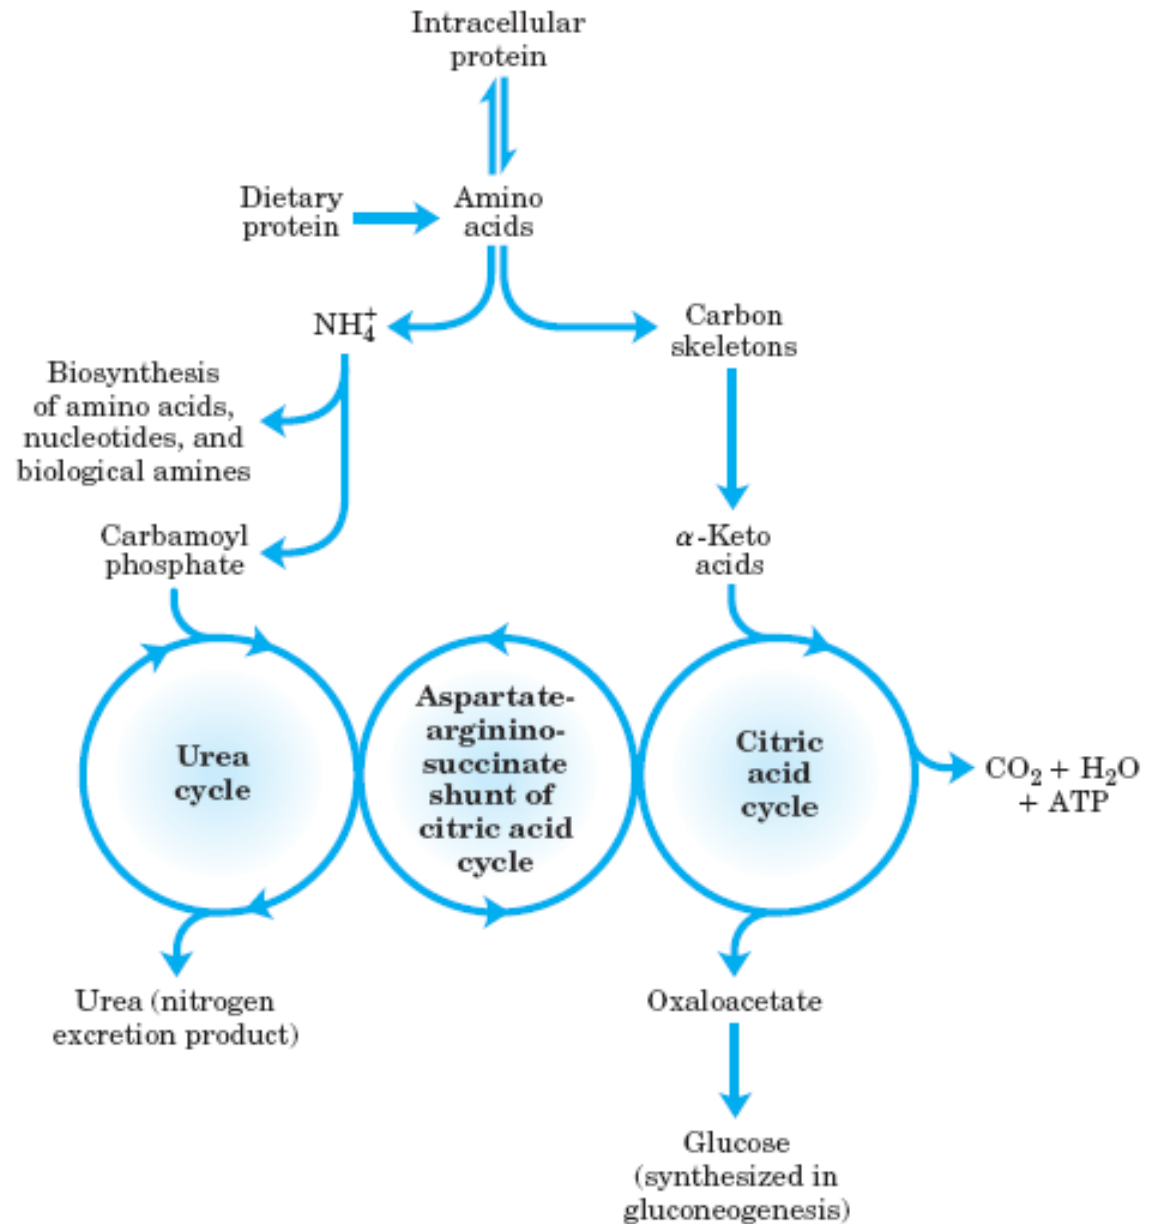 Intracellular
protein
Dietary
protein
Amino
acids
NH₄⁺
Carbon
skeletons
Biosynthesis
of amino acids,
nucleotides, and
biological amines
Carbamoyl
phosphate
α-Keto
acids
Urea
cycle
Aspartate-
arginino-
succinate
shunt of
citric acid
cycle
Citric
acid
cycle
CO₂ + H₂O
+ ATP
Urea (nitrogen
excretion product)
Oxaloacetate
Glucose
(synthesized in
gluconeogenesis)